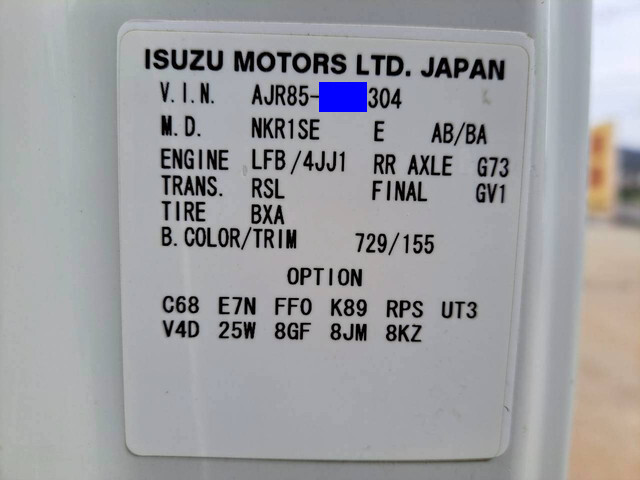 ISUZU MOTORS LTD. JAPAN
V.I.N. AJR85- 304
M.D. NKR1SE E AB/BA
ENGINE LFB/4JJ1 RR AXLE G73
TRANS. RSL FINAL GV1
TIRE BXA
B.COLOR/TRIM 729/155
OPTION
C68 E7N FF0 K89 RPS UT3
V4D 25W 8GF 8JM 8KZ